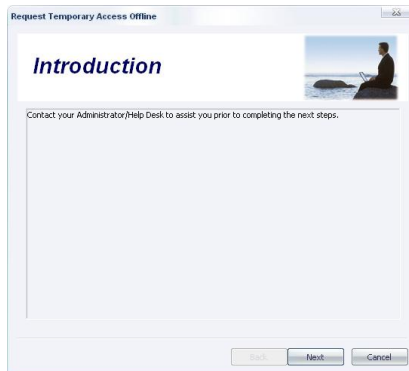 Request Temporary Access Offline
Introduction
Contact your Administrator/Help Desk to assist you prior to completing the next steps.
Back
Next
Cancel